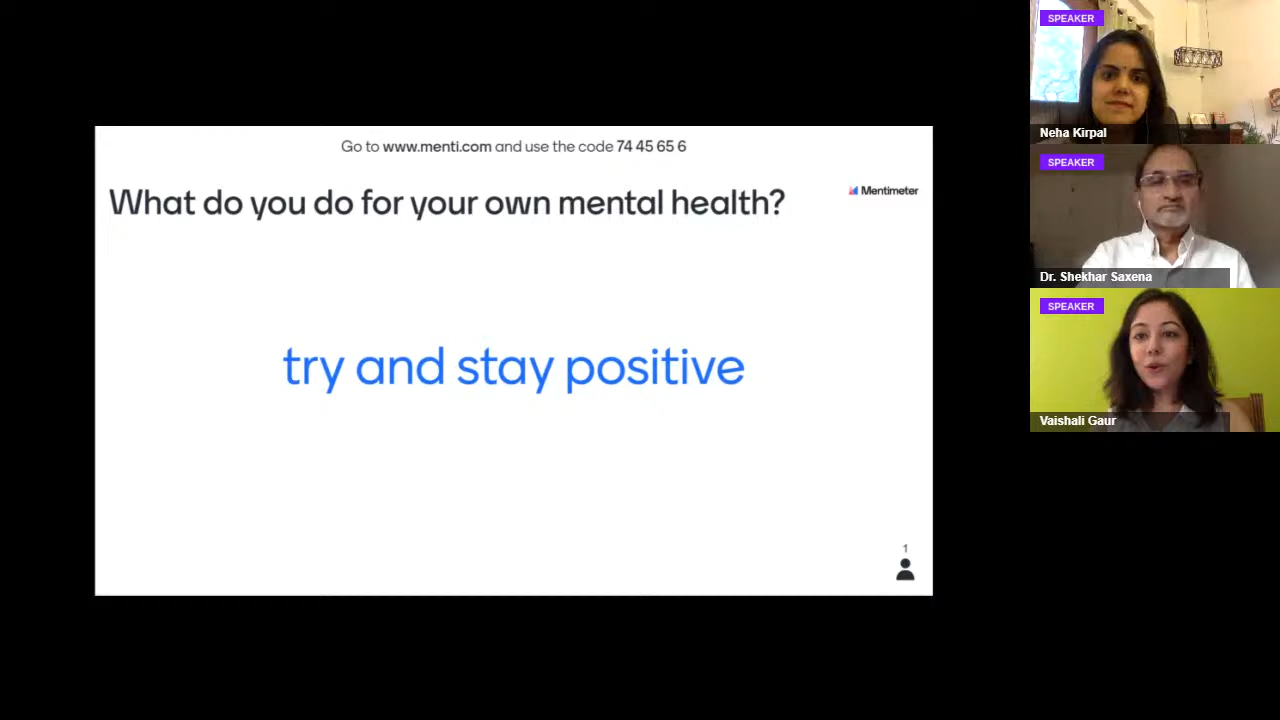 Go to www.menti.com and use the code 74 45 65 6
What do you do for your own mental health?
Mentimeter
try and stay positive
1
SPEAKER
Neha Kirpal
SPEAKER
Dr. Shekhar Saxena
SPEAKER
Vaishali Gaur